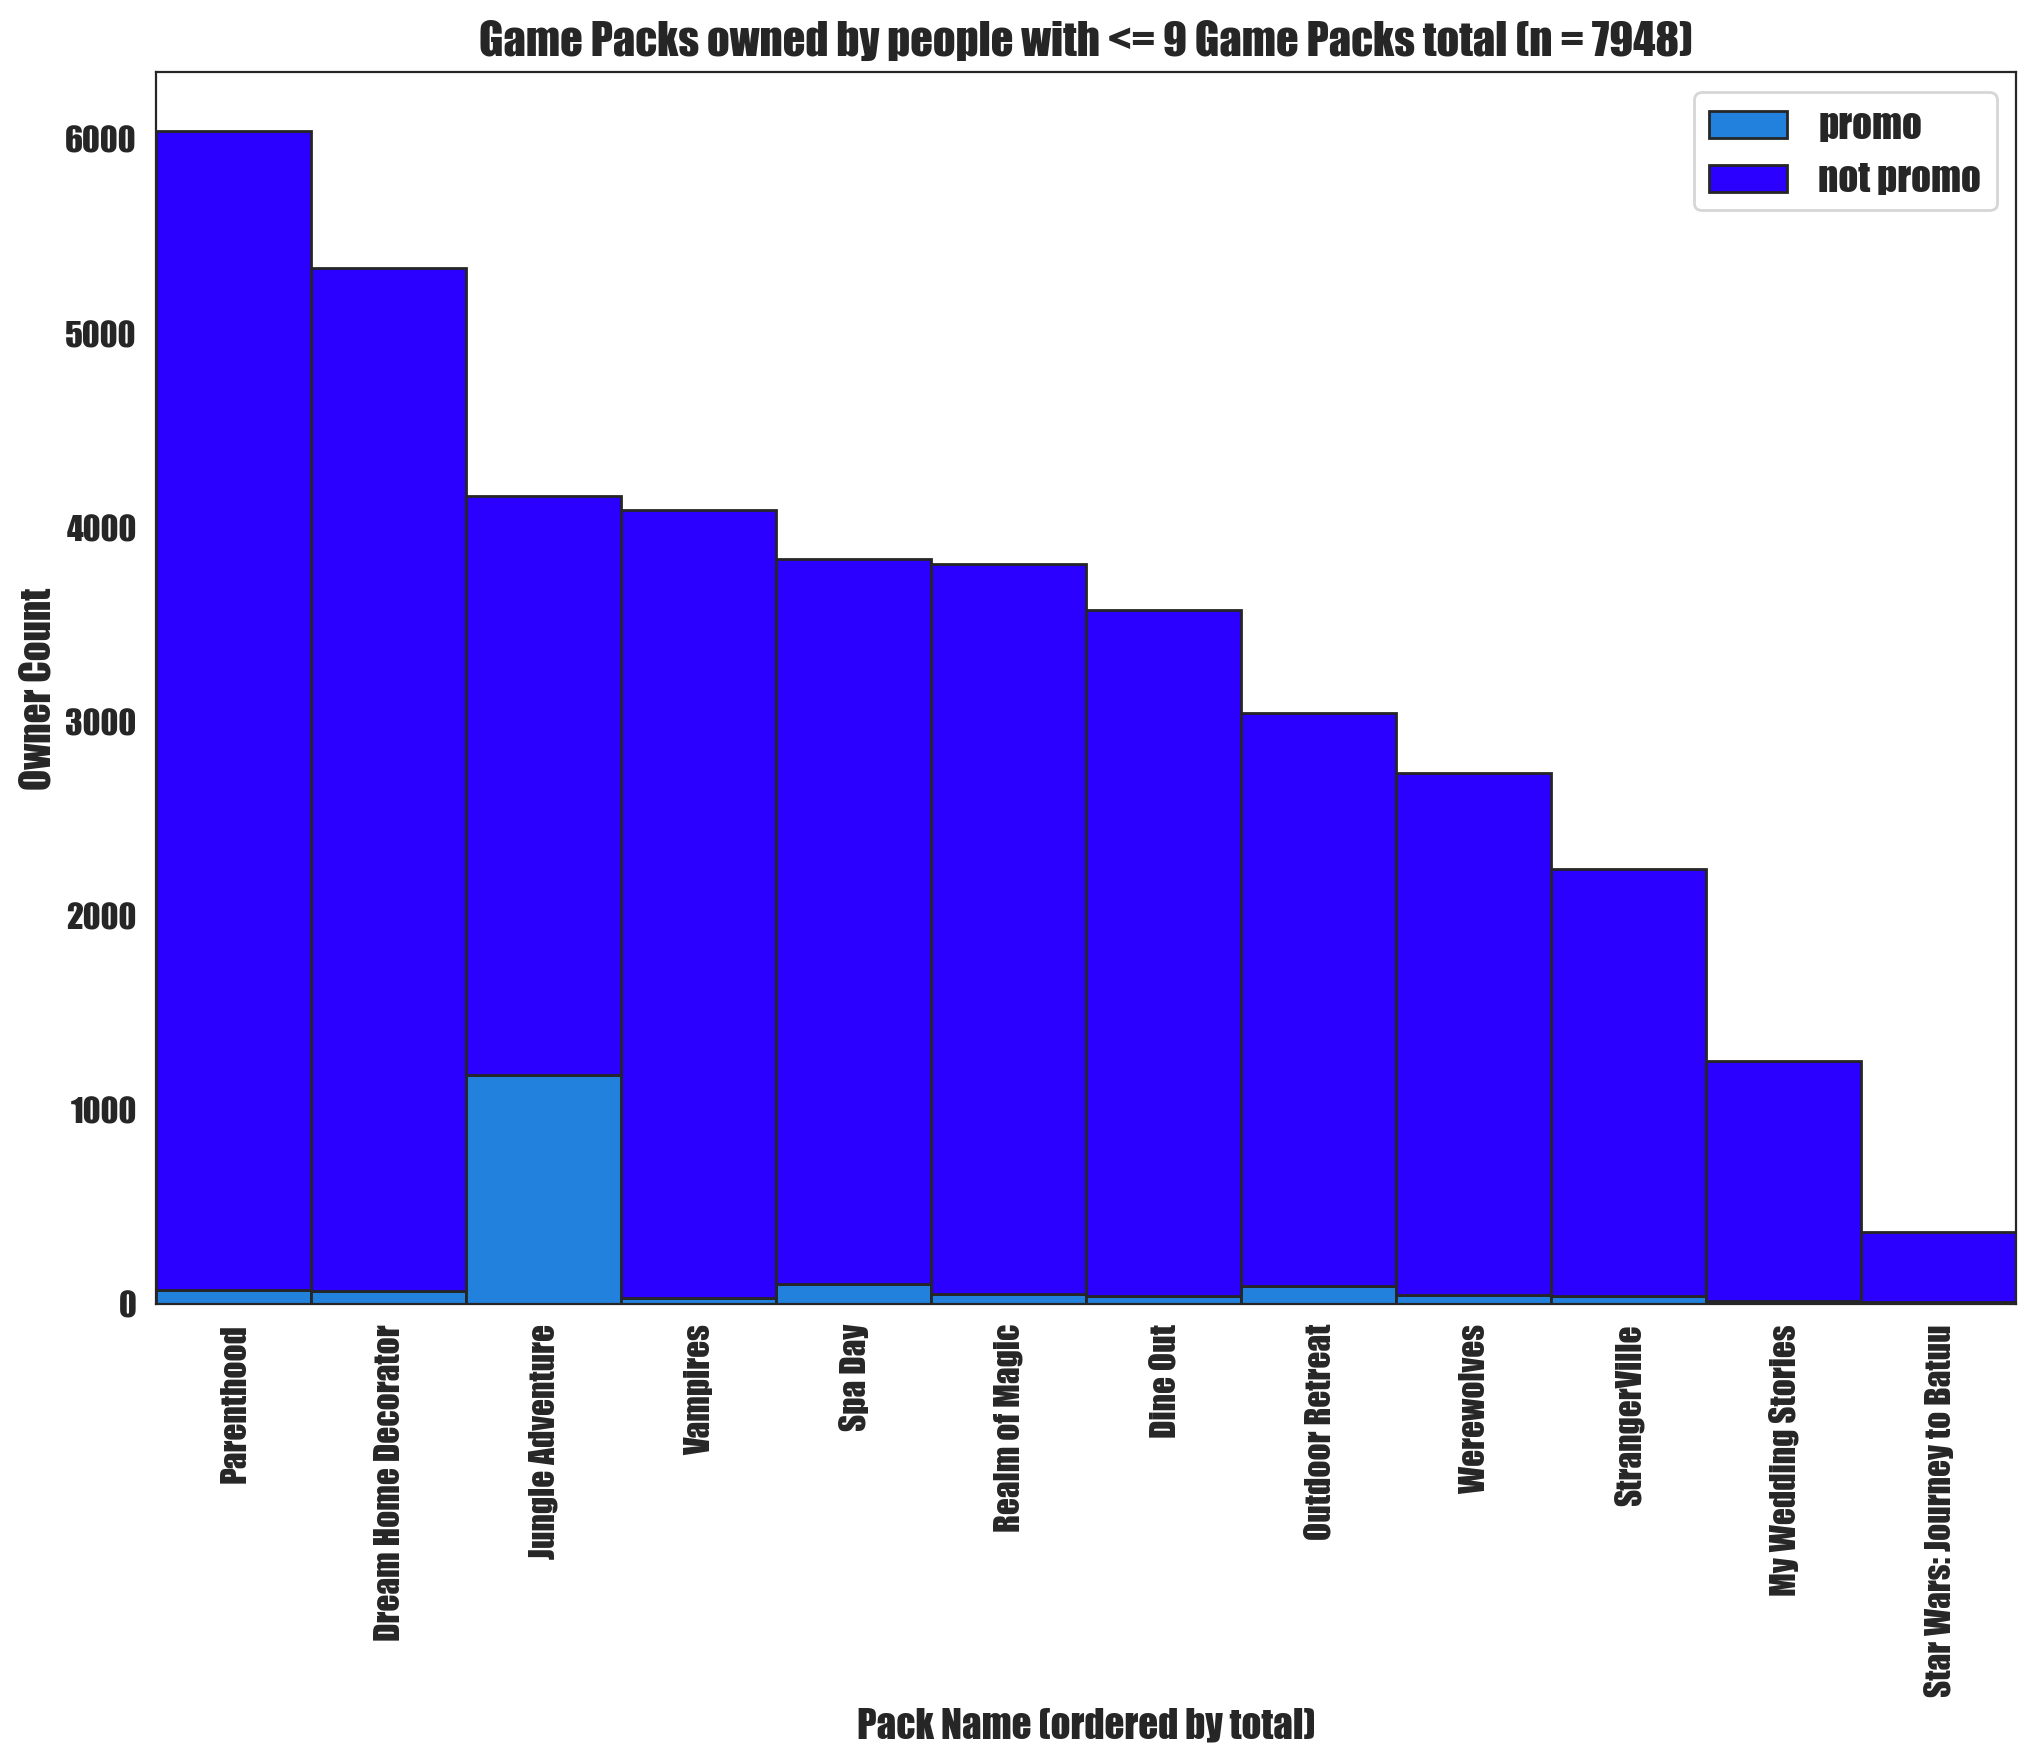 Game Packs owned by people with <= 9 Game Packs total (n = 7948)
promo
not promo
Owner Count
6000
5000
4000
3000
2000
1000
0
Parenthood
Dream Home Decorator
Jungle Adventure
Vampires
Spa Day
Realm of Magic
Dine Out
Outdoor Retreat
Werewolves
StrangerVille
My Wedding Stories
Star Wars: Journey to Batuu
Pack Name (ordered by total)